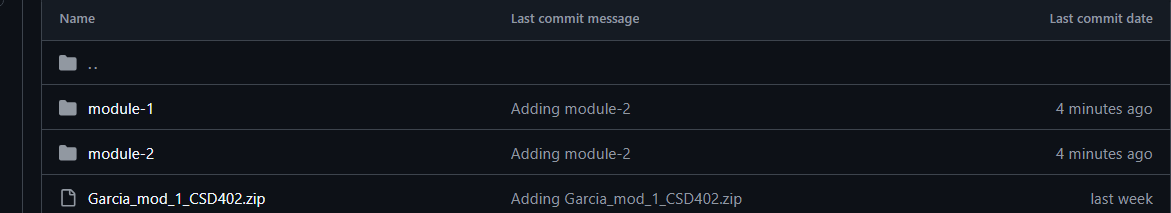 Name Last commit message Last commit date
..
module-1 Adding module-2 4 minutes ago
module-2 Adding module-2 4 minutes ago
Garcia_mod_1_CSD402.zip Adding Garcia_mod_1_CSD402.zip last week